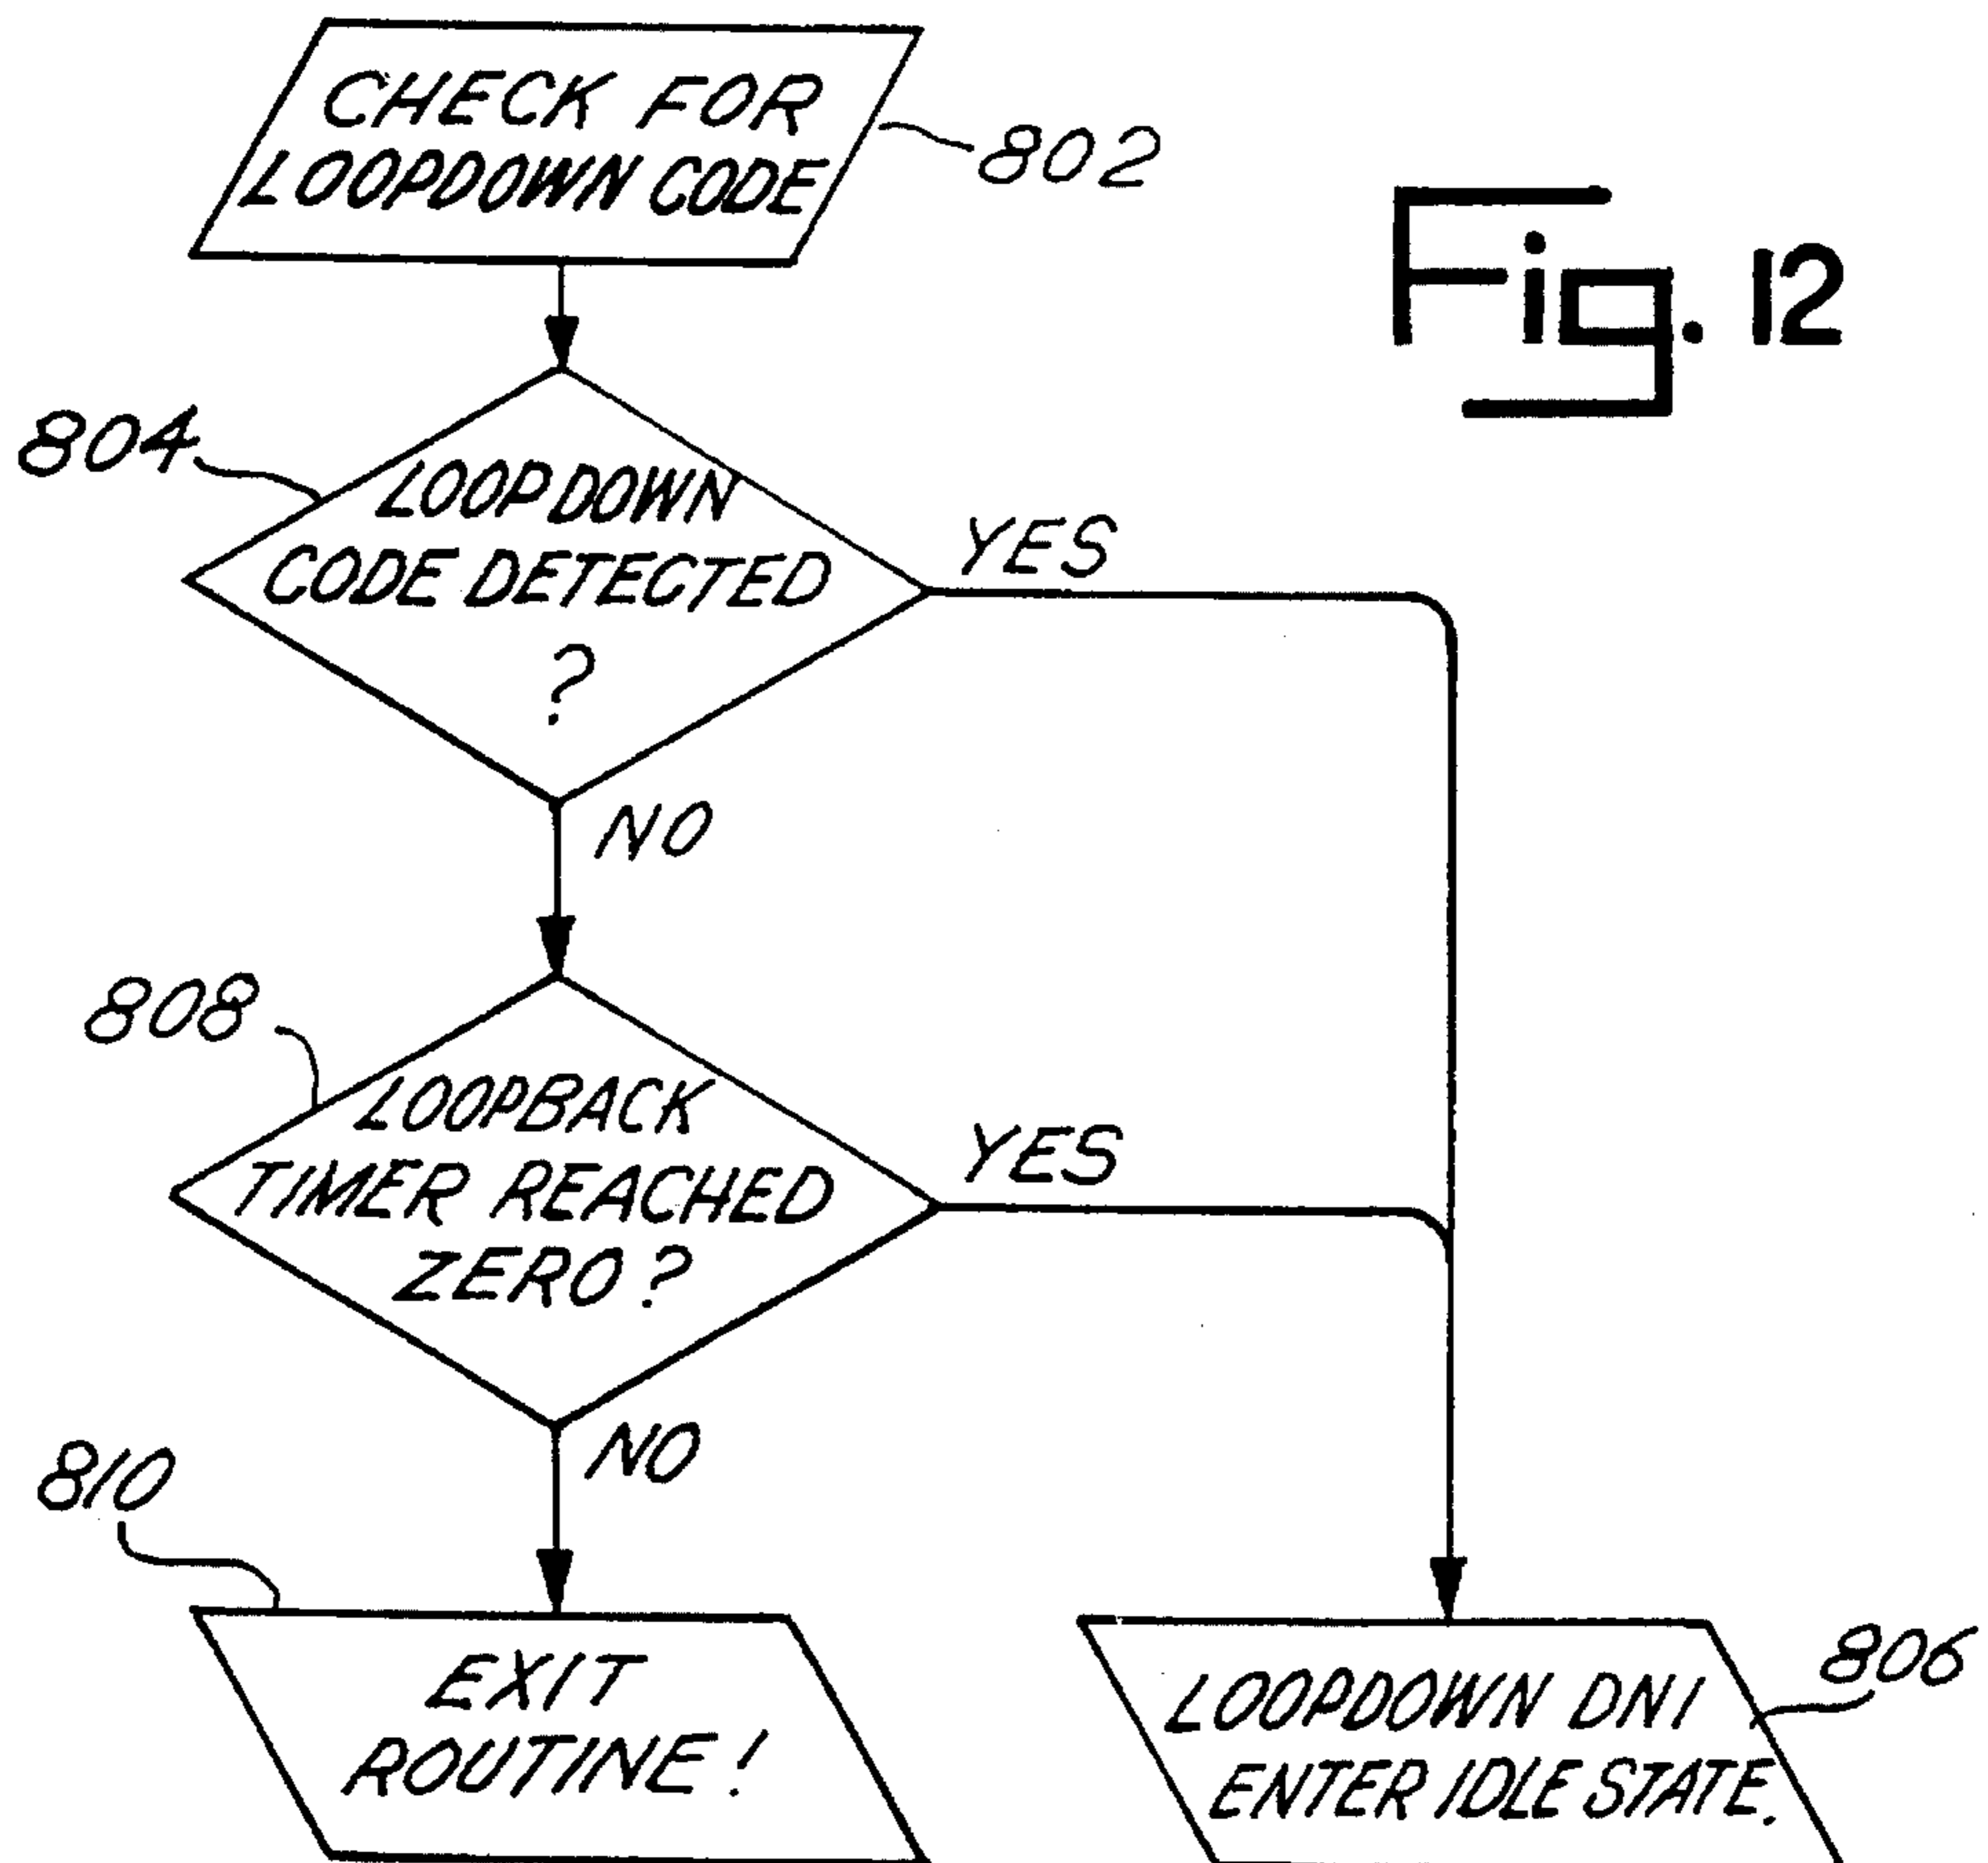 CHECK FOR
LOOPDOWN CODE
802
Fig. 12
804
LOOPDOWN
CODE DETECTED
?
YES
NO
808
LOOPBACK
TIMER REACHED
ZERO?
YES
NO
810
EXIT
ROUTINE!
806
LOOPDOWN DNI
ENTER IDLE STATE.